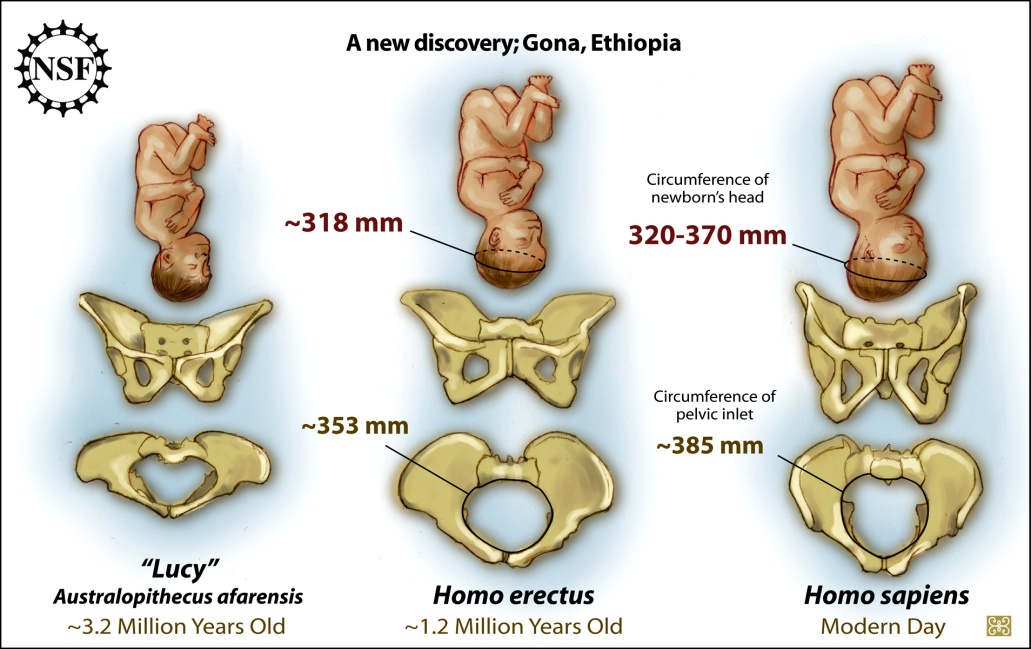 NSF
A new discovery; Gona, Ethiopia
Circumference of
newborn's head
~318 mm
320-370 mm
Circumference of
pelvic inlet
~353 mm
~385 mm
"Lucy"
Australopithecus afarensis
~3.2 Million Years Old
Homo erectus
~1.2 Million Years Old
Homo sapiens
Modern Day